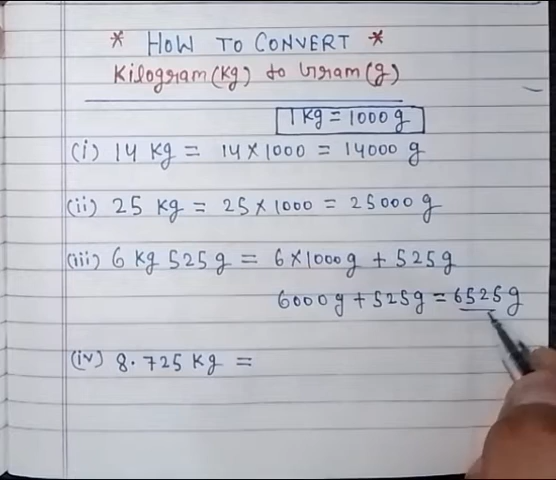 * HOW TO CONVERT *
Kilogram (Kg) to Gram (g)
1 Kg = 1000 g
(i) 14 Kg = 14 × 1000 = 14000 g
(ii) 25 Kg = 25 × 1000 = 25000 g
(iii) 6 Kg 525 g = 6 × 1000 g + 525 g
6000 g + 525 g = 6525 g
(iv) 8.725 Kg =